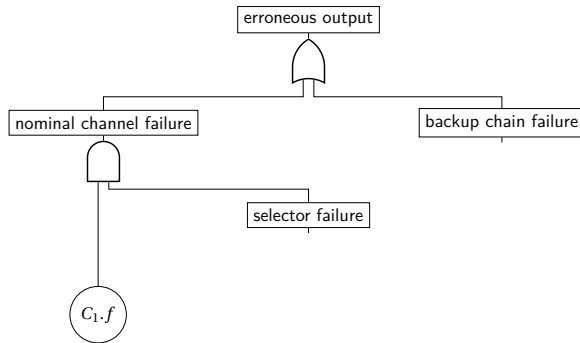 erroneous output
nominal channel failure
backup chain failure
selector failure
C₁.f